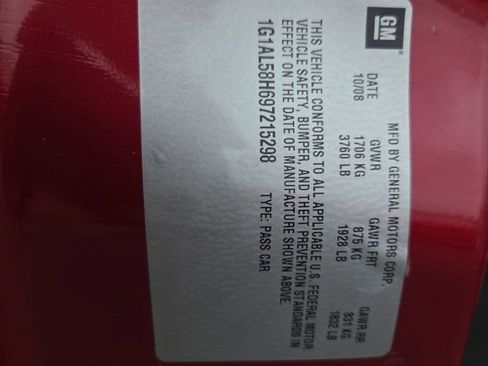 GM
MFD BY GENERAL MOTORS CORP.
DATE GVWR GAWR FRT GAWR RR
10/08 1706 KG 875 KG 831 KG
3760 LB 1928 LB 1832 LB
THIS VEHICLE CONFORMS TO ALL APPLICABLE U.S. FEDERAL MOTOR
VEHICLE SAFETY, BUMPER, AND THEFT PREVENTION STANDARDS IN
EFFECT ON THE DATE OF MANUFACTURE SHOWN ABOVE.
1G1AL58H697215298 TYPE: PASS CAR